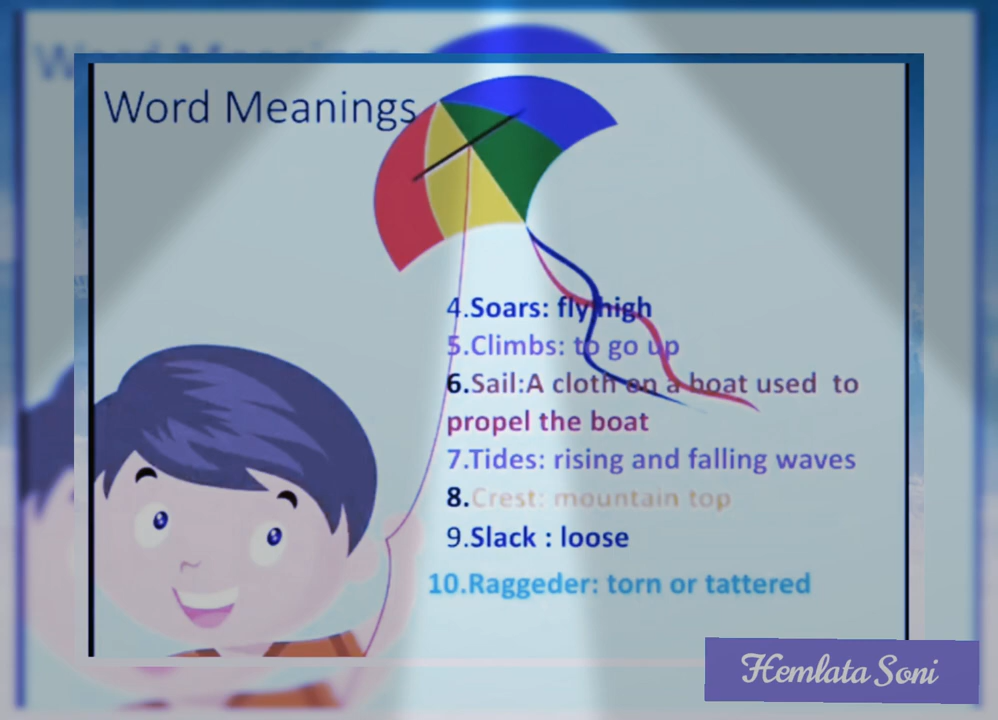 Word Meanings
4.Soars: fly high
5.Climbs: to go up
6.Sail:A cloth on a boat used to
propel the boat
7.Tides: rising and falling waves
8.Crest: mountain top
9.Slack : loose
10.Raggeder: torn or tattered
Hemlata Soni